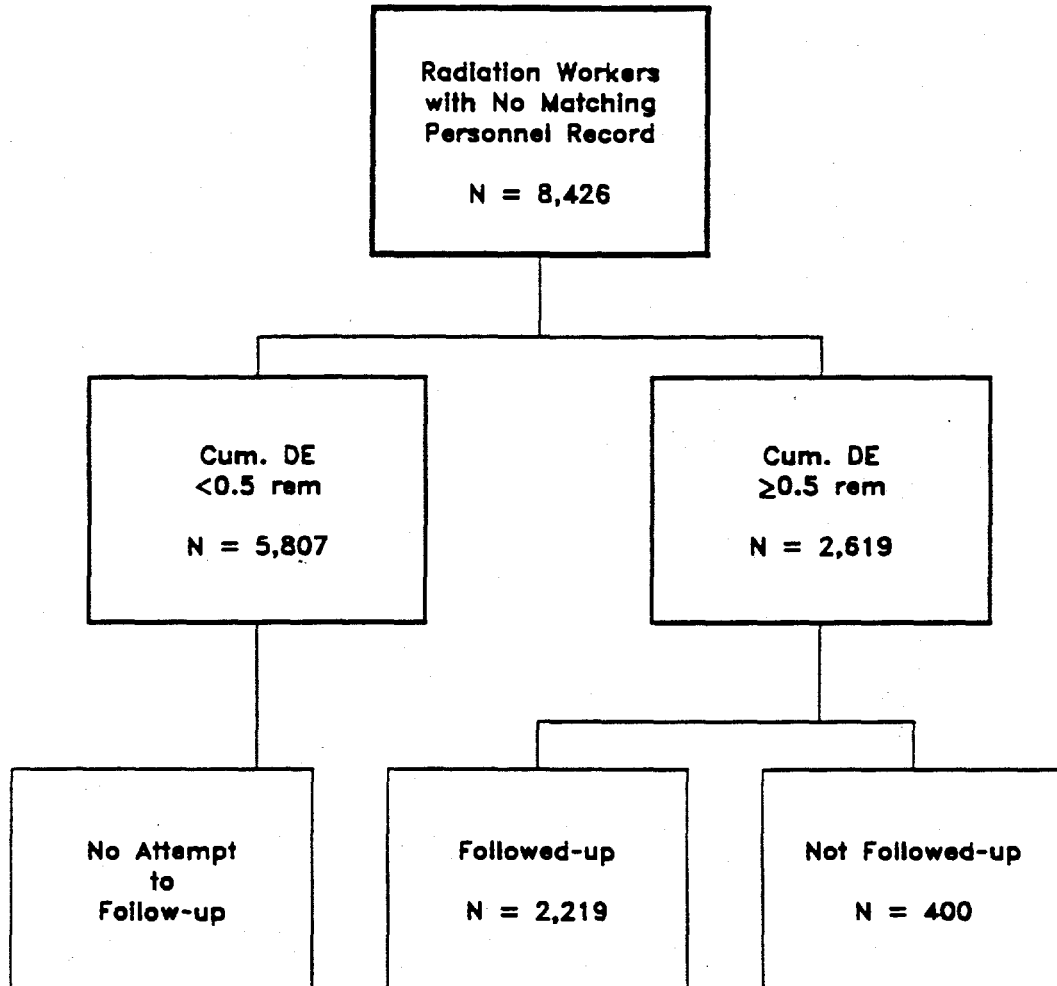 Radiation Workers
with No Matching
Personnel Record
N = 8,426
Cum. DE
<0.5 rem
N = 5,807
Cum. DE
≥0.5 rem
N = 2,619
No Attempt
to
Follow-up
Followed-up
N = 2,219
Not Followed-up
N = 400